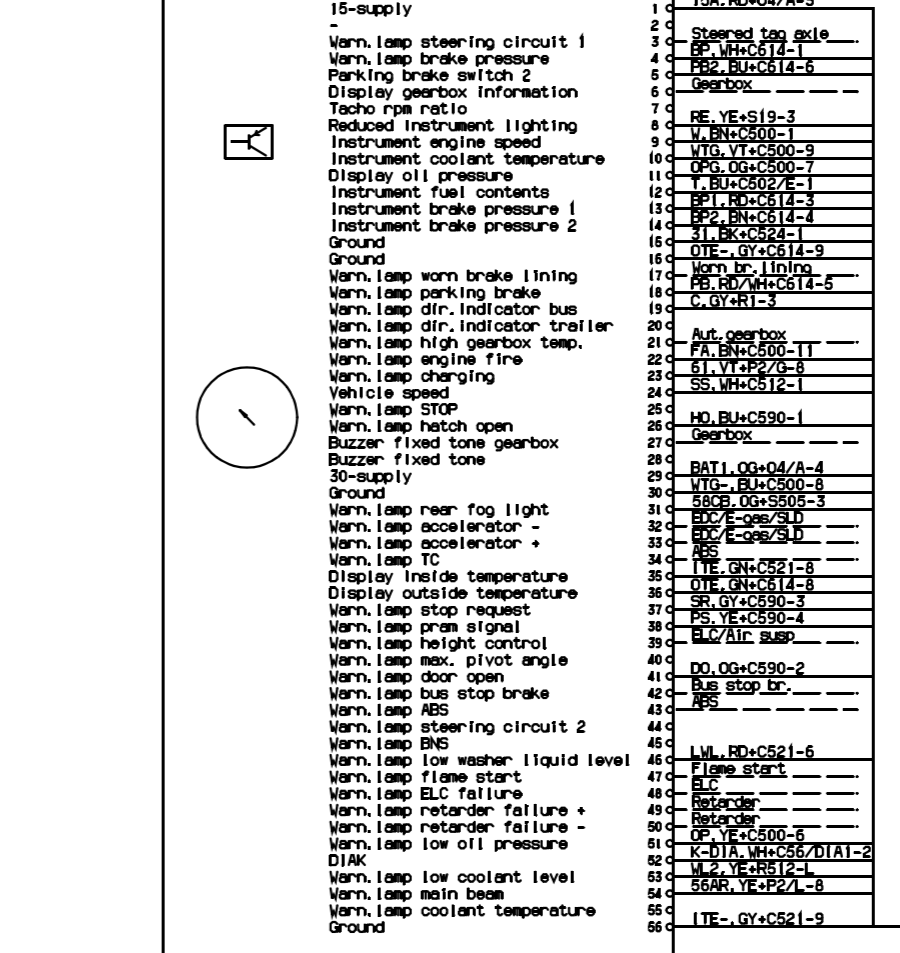 15-supply 1
- 2
Warn.lamp steering circuit 1 3 Steered tag axle
Warn.lamp brake pressure 4 BP.WH+C614-1
Parking brake switch 2 5 PB2.BU+C614-6
Display gearbox information 6 Gearbox
Tacho rpm ratio 7
Reduced instrument lighting 8 RE.YE+S19-3
Instrument engine speed 9 W.BN+C500-1
Instrument coolant temperature 10 WTG.VT+C500-9
Display oil pressure 11 OPG.OG+C500-7
Instrument fuel contents 12 T.BU+C502/E-1
Instrument brake pressure 1 13 BP1.RD+C614-3
Instrument brake pressure 2 14 BP2.BN+C614-4
Ground 15 31.BK+C524-1
Ground 16 OTE-.GY+C614-9
Warn.lamp worn brake lining 17 Worn br.lining
Warn.lamp parking brake 18 PB.RD/WH+C614-5
Warn.lamp dir.indicator bus 19 C.GY+R1-3
Warn.lamp dir.indicator trailer 20
Warn.lamp high gearbox temp. 21 Aut.gearbox
Warn.lamp engine fire 22 FA.BN+C500-11
Warn.lamp charging 23 61.VT+P2/G-8
Vehicle speed 24 SS.WH+C512-1
Warn.lamp STOP 25
Warn.lamp hatch open 26 HO.BU+C590-1
Buzzer fixed tone gearbox 27 Gearbox
Buzzer fixed tone 28
30-supply 29 BAT1.OG+O4/A-4
Ground 30 WTG-.BU+C500-8
Warn.lamp rear fog light 31 58CB.OG+S505-3
Warn.lamp accelerator - 32 EDC/E-gas/SLD
Warn.lamp accelerator + 33 EDC/E-gas/SLD
Warn.lamp TC 34 ABS
Display inside temperature 35 ITE.GN+C521-8
Display outside temperature 36 OTE.GN+C614-8
Warn.lamp stop request 37 SR.GY+C590-3
Warn.lamp pram signal 38 PS.YE+C590-4
Warn.lamp height control 39 ELC/Air susp
Warn.lamp max. pivot angle 40
Warn.lamp door open 41 DO.OG+C590-2
Warn.lamp bus stop brake 42 Bus stop br.
Warn.lamp ABS 43 ABS
Warn.lamp steering circuit 2 44
Warn.lamp BNS 45
Warn.lamp low washer liquid level 46 LWL.RD+C521-6
Warn.lamp flame start 47 Flame start
Warn.lamp ELC failure 48 ELC
Warn.lamp retarder failure + 49 Retarder
Warn.lamp retarder failure - 50 Retarder
Warn.lamp low oil pressure 51 OP.YE+C500-6
DIAK 52 K-DIA.WH+C56/DIA1-2
Warn.lamp low coolant level 53 WL2.YE+R512-L
Warn.lamp main beam 54 56AR.YE+P2/L-8
Warn.lamp coolant temperature 55
Ground 56 ITE-.GY+C521-9